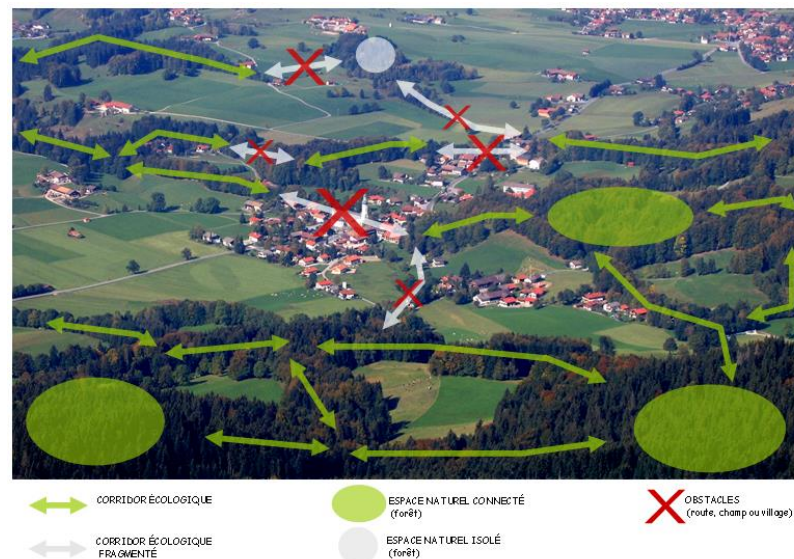 CORRIDOR ÉCOLOGIQUE
ESPACE NATUREL CONNECTÉ
(forêt)
OBSTACLES
(route, champ ou village)
CORRIDOR ÉCOLOGIQUE
FRAGMENTÉ
ESPACE NATUREL ISOLÉ
(forêt)